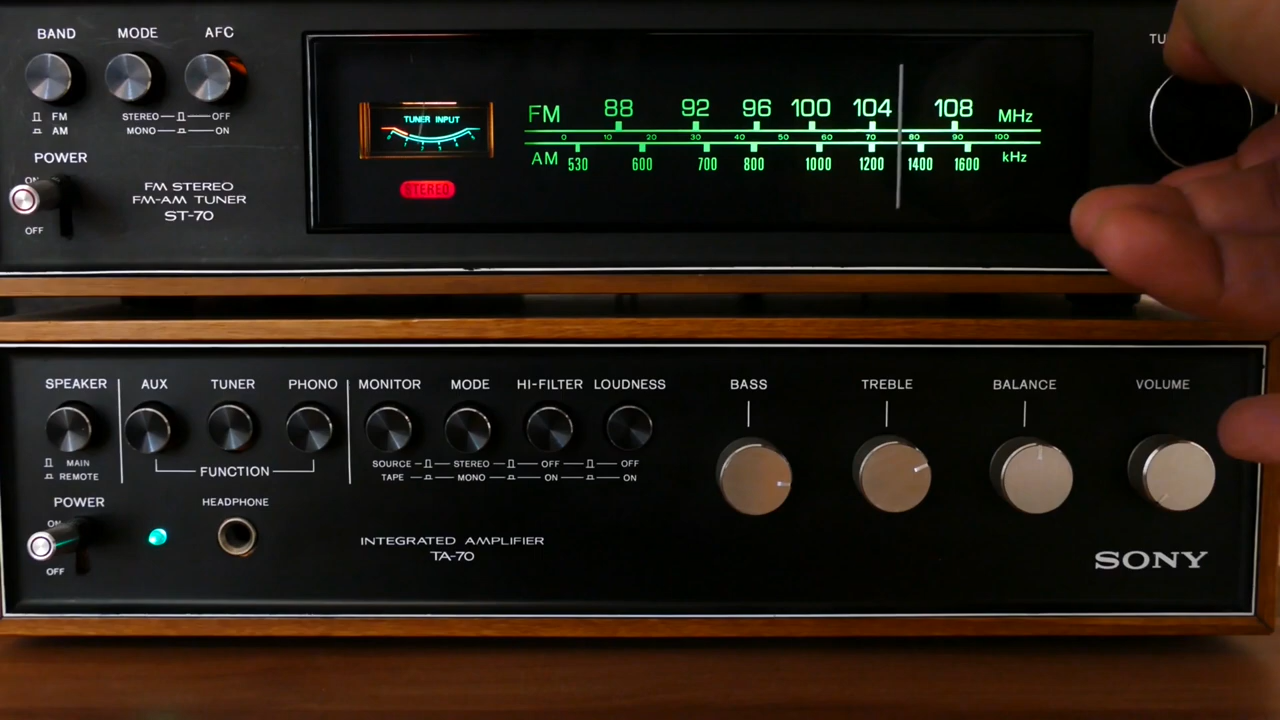 BAND MODE AFC
FM
AM
STEREO OFF
MONO ON
POWER
ON
OFF
FM STEREO
FM-AM TUNER
ST-70
TUNER INPUT
STEREO
FM 88 92 96 100 104 108 MHz
0 10 20 30 40 50 60 70 80 90 100
AM 530 600 700 800 1000 1200 1400 1600 kHz
SPEAKER AUX TUNER PHONO MONITOR MODE HI-FILTER LOUDNESS BASS TREBLE BALANCE VOLUME
MAIN
REMOTE
FUNCTION
SOURCE STEREO OFF OFF
TAPE MONO ON ON
POWER
ON
OFF
HEADPHONE
INTEGRATED AMPLIFIER
TA-70
SONY